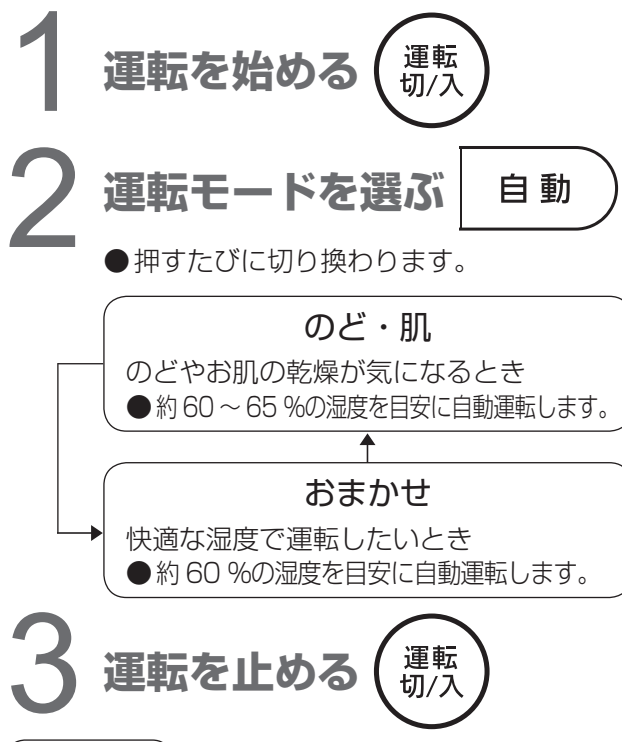 1 運転を始める 運転 切/入
2 運転モードを選ぶ 自動
●押すたびに切り換わります。
のど・肌
のどやお肌の乾燥が気になるとき
●約 60 ~ 65 %の湿度を目安に自動運転します。
おまかせ
快適な湿度で運転したいとき
●約 60 %の湿度を目安に自動運転します。
3 運転を止める 運転 切/入